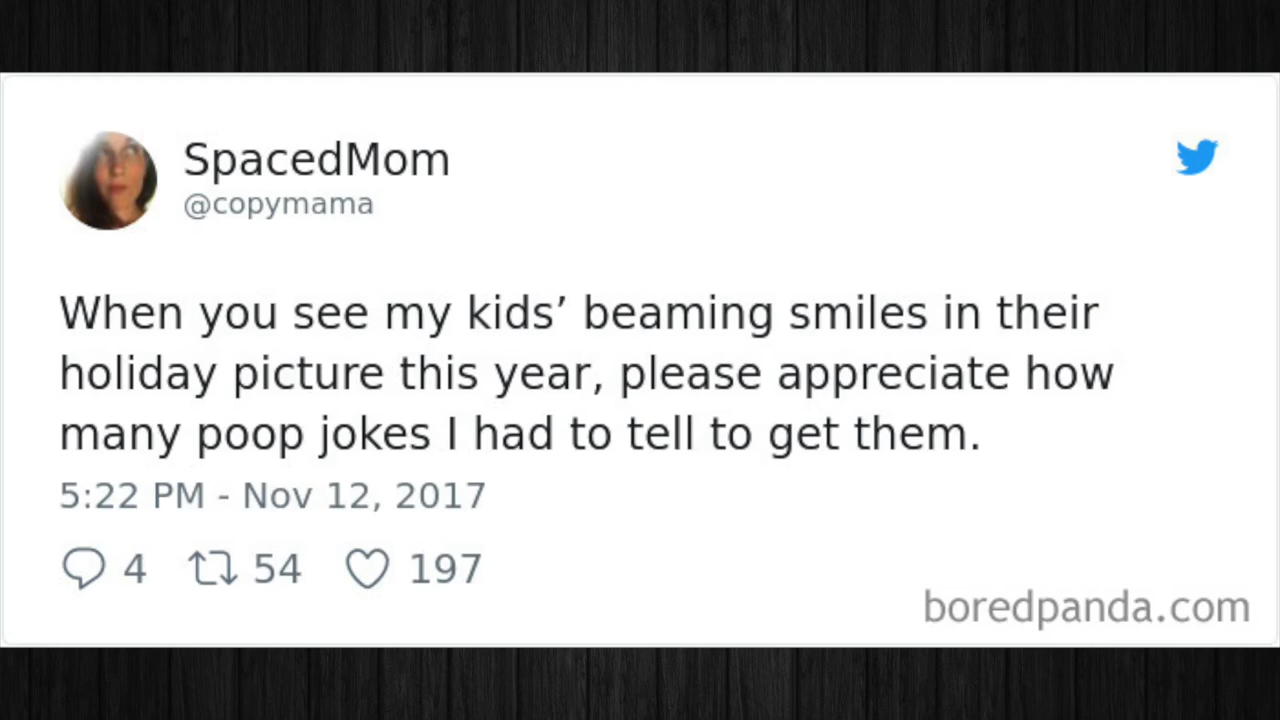 SpacedMom
@copymama
When you see my kids’ beaming smiles in their
holiday picture this year, please appreciate how
many poop jokes I had to tell to get them.
5:22 PM - Nov 12, 2017
4 54 197
boredpanda.com